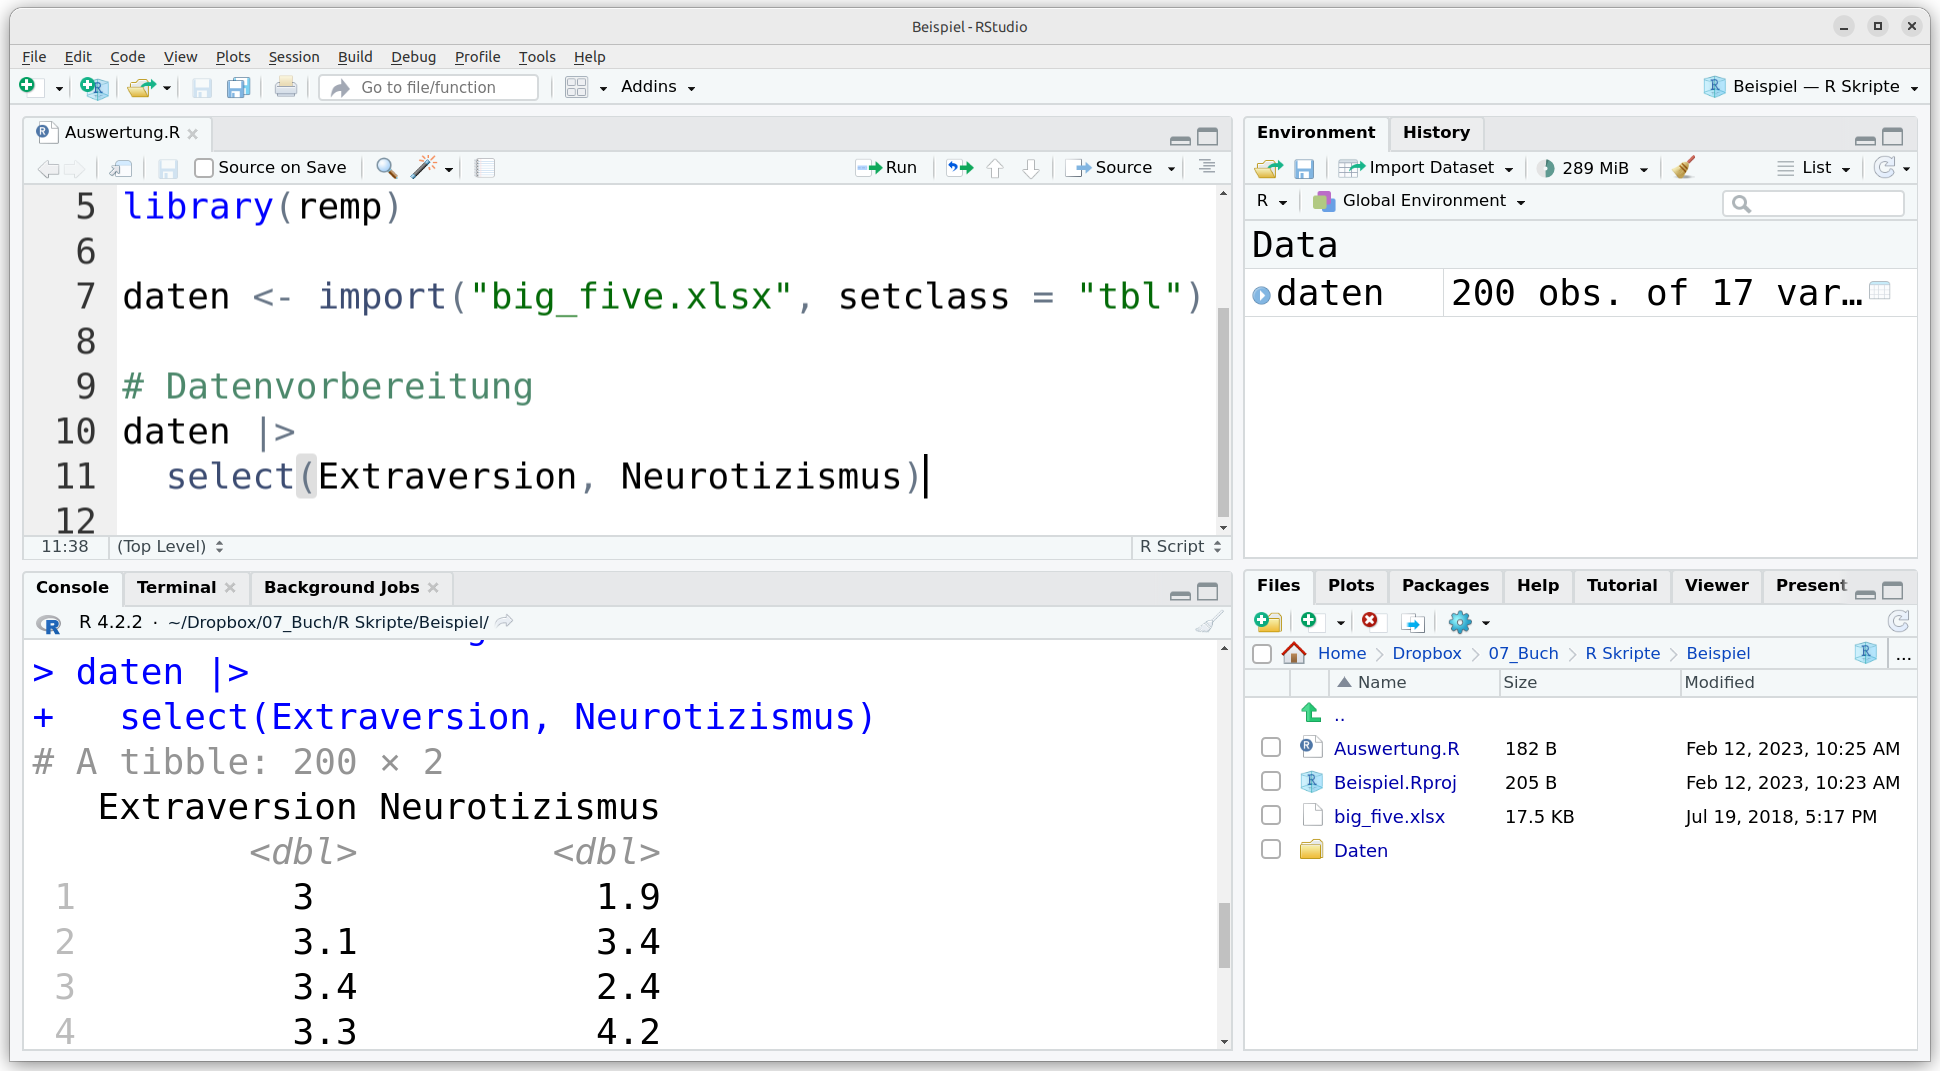 Beispiel - RStudio
File Edit Code View Plots Session Build Debug Profile Tools Help
Go to file/function Addins Beispiel — R Skripte
Auswertung.R
Source on Save Run Source
5 library(remp)
6
7 daten <- import("big_five.xlsx", setclass = "tbl")
8
9 # Datenvorbereitung
10 daten |>
11   select(Extraversion, Neurotizismus)
12
11:38 (Top Level) R Script
Console Terminal Background Jobs
R 4.2.2 · ~/Dropbox/07_Buch/R Skripte/Beispiel/
> daten |>
+   select(Extraversion, Neurotizismus)
# A tibble: 200 × 2
Extraversion Neurotizismus
<dbl> <dbl>
1 3 1.9
2 3.1 3.4
3 3.4 2.4
4 3.3 4.2
Environment History
Import Dataset 289 MiB List
R Global Environment
Data
daten 200 obs. of 17 var…
Files Plots Packages Help Tutorial Viewer Present
Home Dropbox 07_Buch R Skripte Beispiel ...
Name Size Modified
..
Auswertung.R 182 B Feb 12, 2023, 10:25 AM
Beispiel.Rproj 205 B Feb 12, 2023, 10:23 AM
big_five.xlsx 17.5 KB Jul 19, 2018, 5:17 PM
Daten